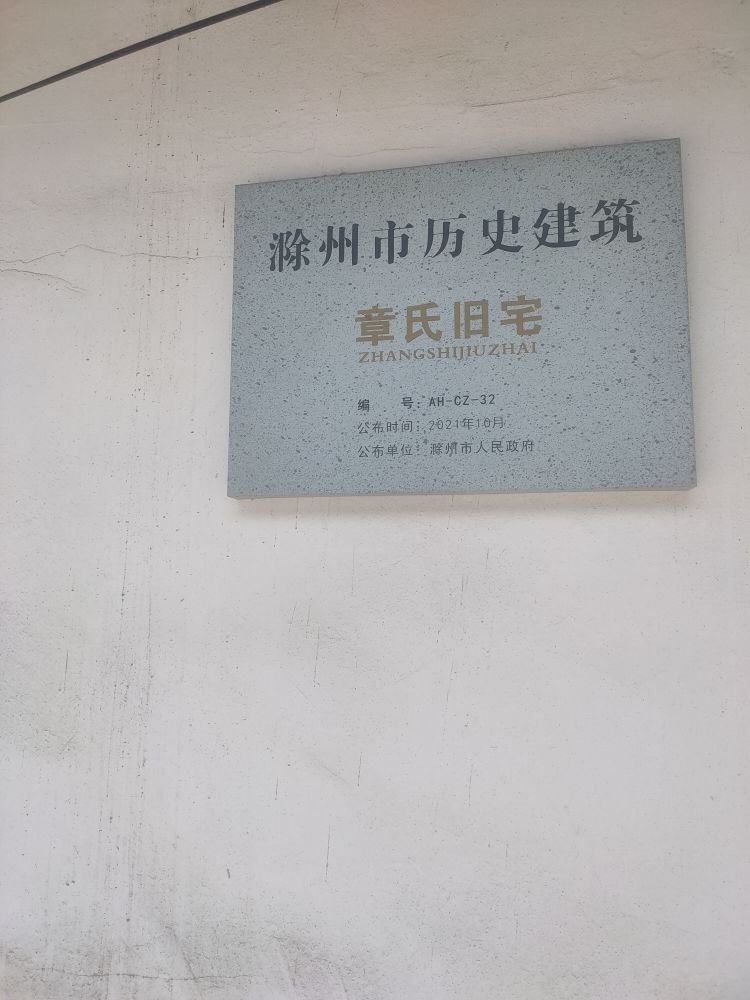 滁州市历史建筑
章氏旧宅
ZHANGSHIJIUZHAI
编　　号：AH-CZ-32
公布时间：2021年10月
公布单位：滁州市人民政府